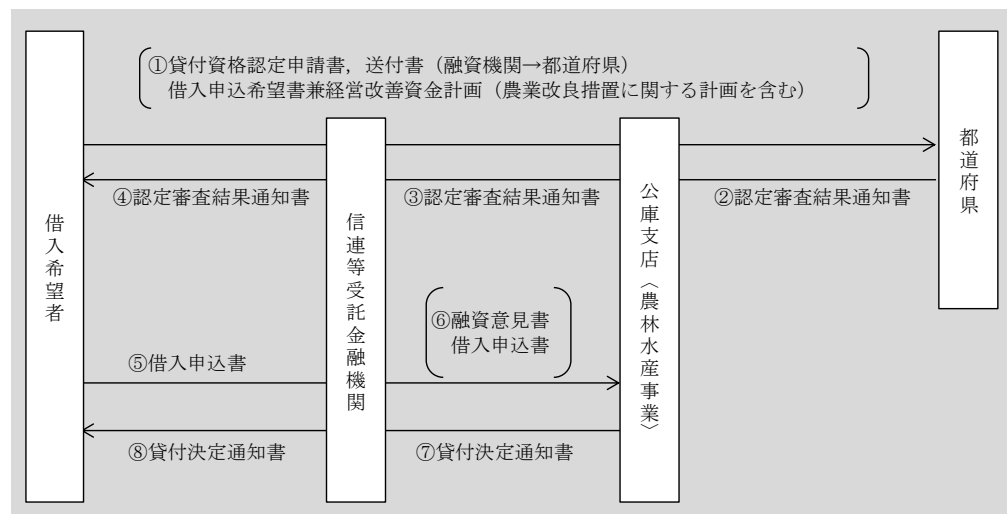 ①貸付資格認定申請書，送付書（融資機関→都道府県）
借入申込希望書兼経営改善資金計画（農業改良措置に関する計画を含む）
借入希望者
信連等受託金融機関
公庫支店〈農林水産事業〉
都道府県
④認定審査結果通知書
③認定審査結果通知書
②認定審査結果通知書
⑥融資意見書
借入申込書
⑤借入申込書
⑧貸付決定通知書
⑦貸付決定通知書